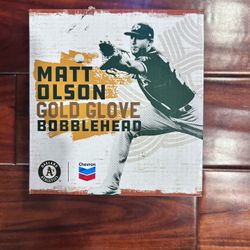 MATT
OLSON
GOLD GLOVE
BOBBLEHEAD
A's
Chevron